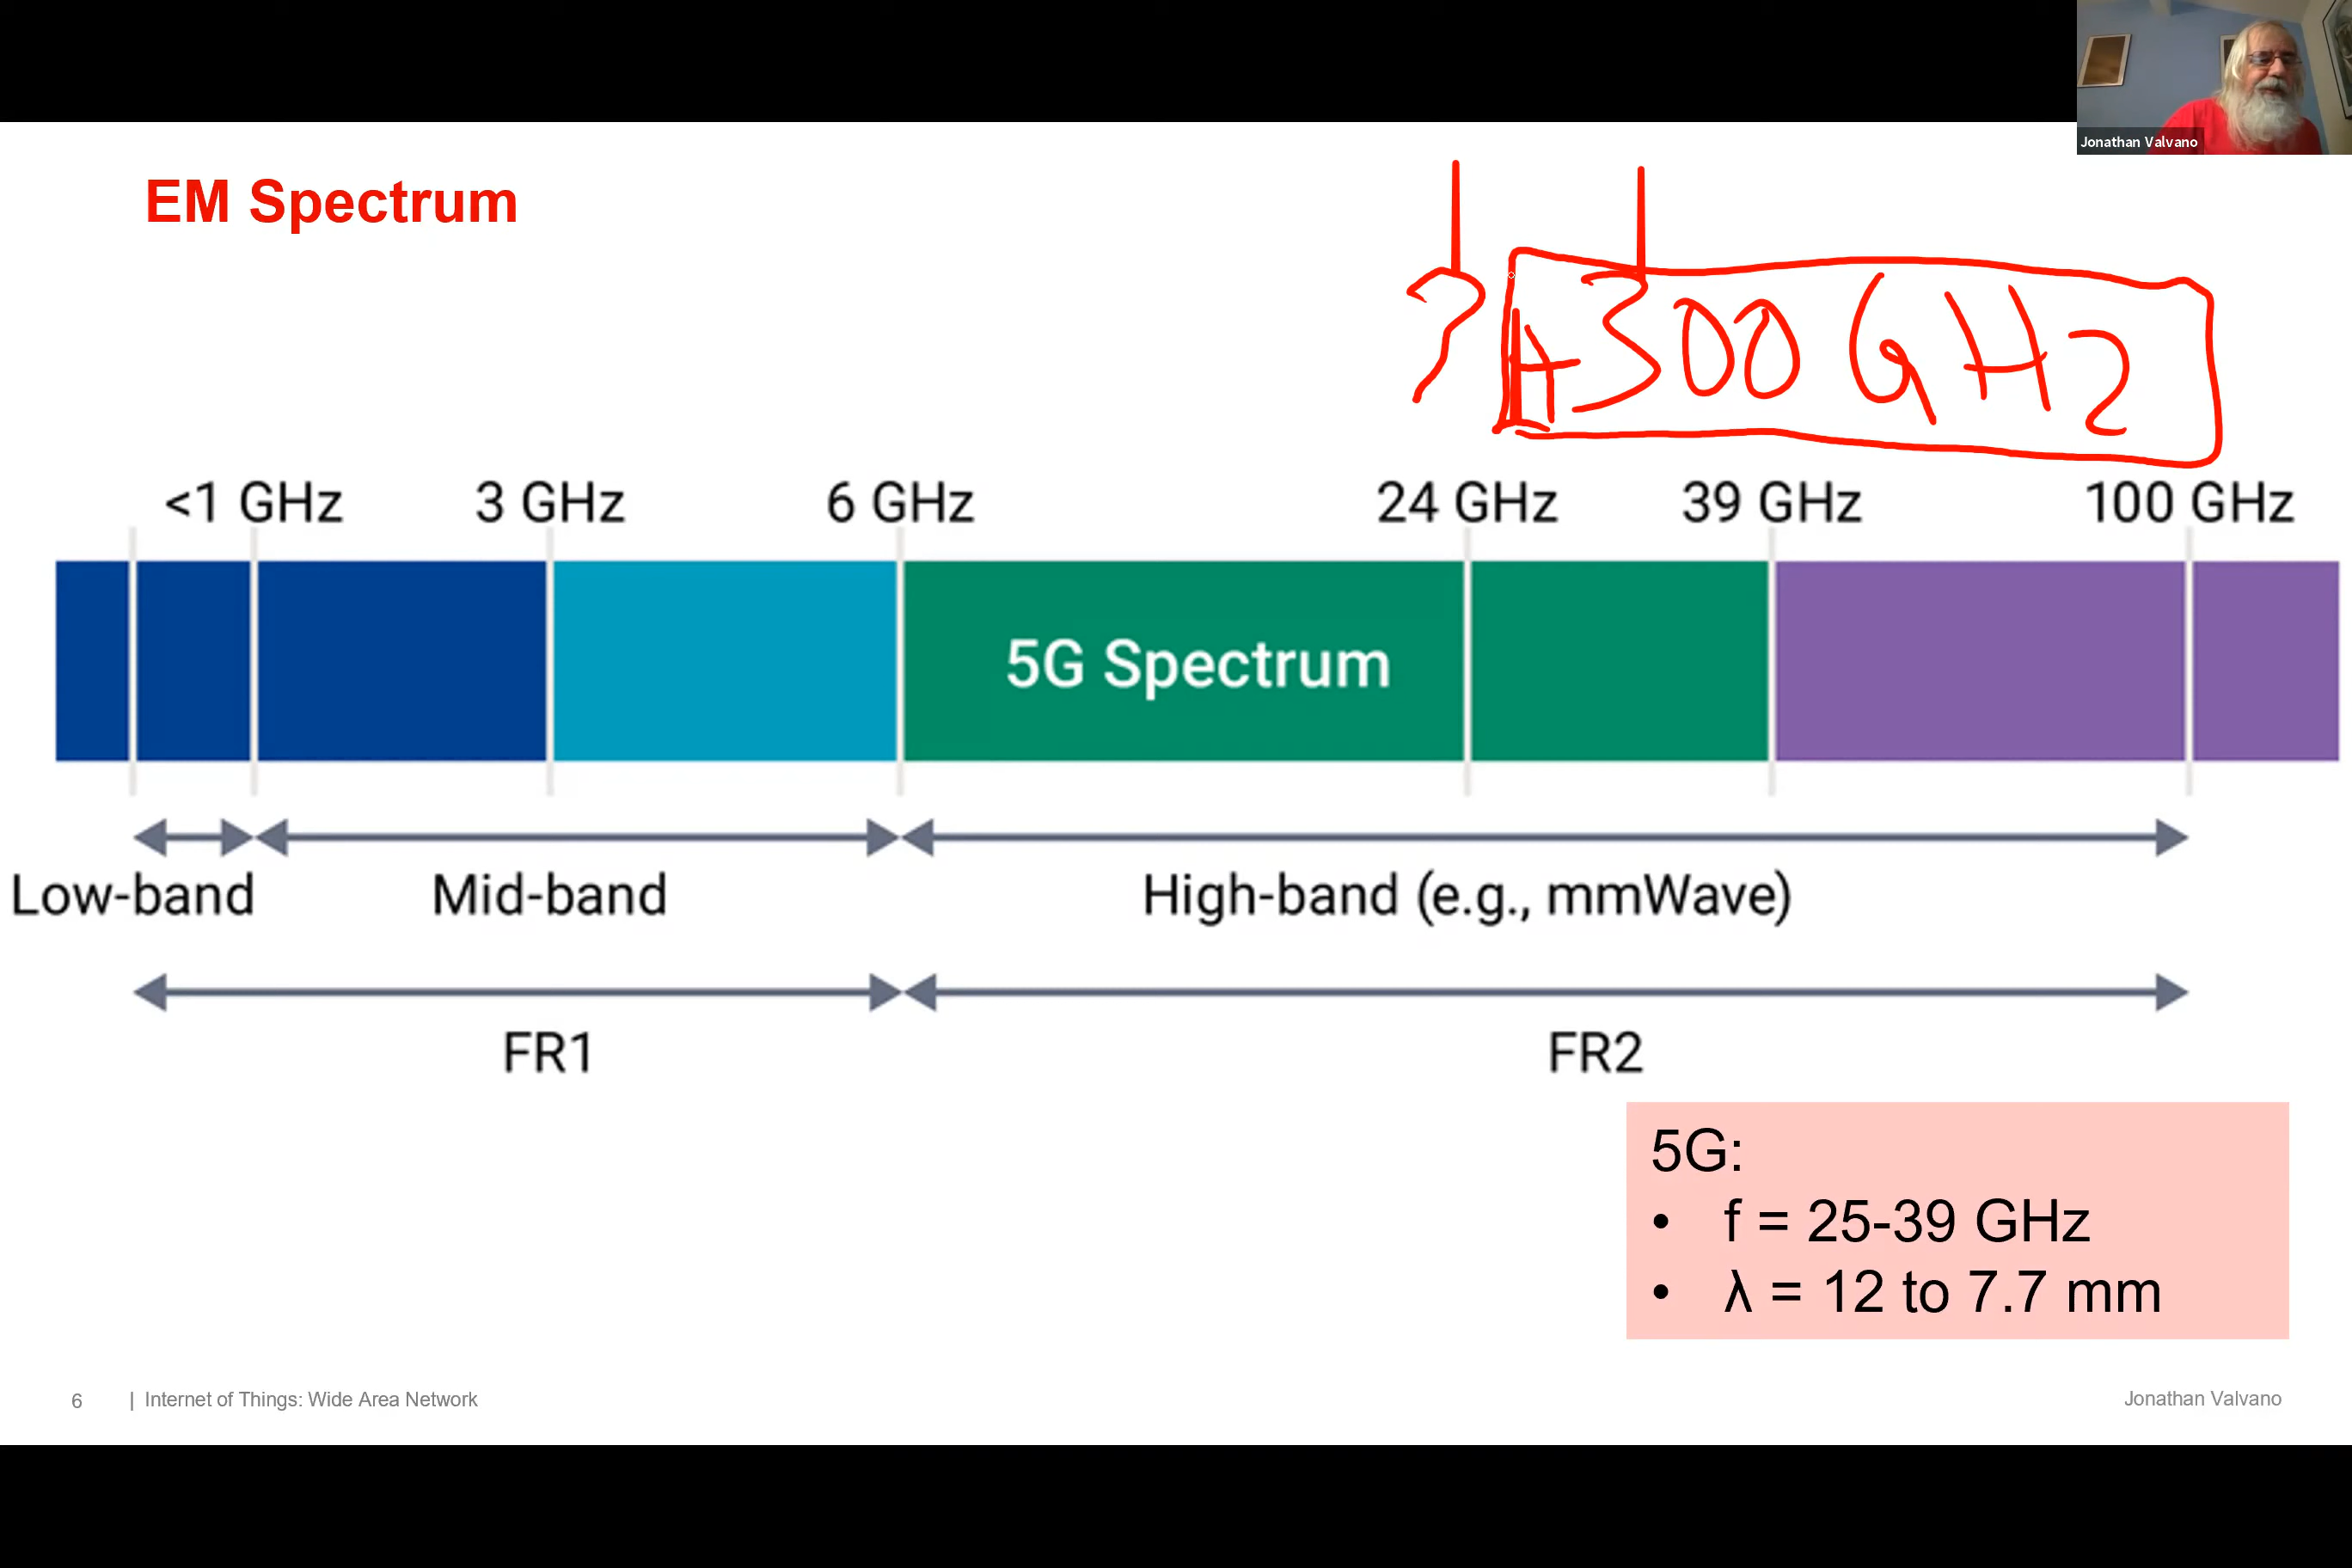 Jonathan Valvano
EM Spectrum
300 GHz
<1 GHz 3 GHz 6 GHz 24 GHz 39 GHz 100 GHz
5G Spectrum
Low-band Mid-band High-band (e.g., mmWave)
FR1 FR2
5G:
• f = 25-39 GHz
• λ = 12 to 7.7 mm
6 | Internet of Things: Wide Area Network Jonathan Valvano